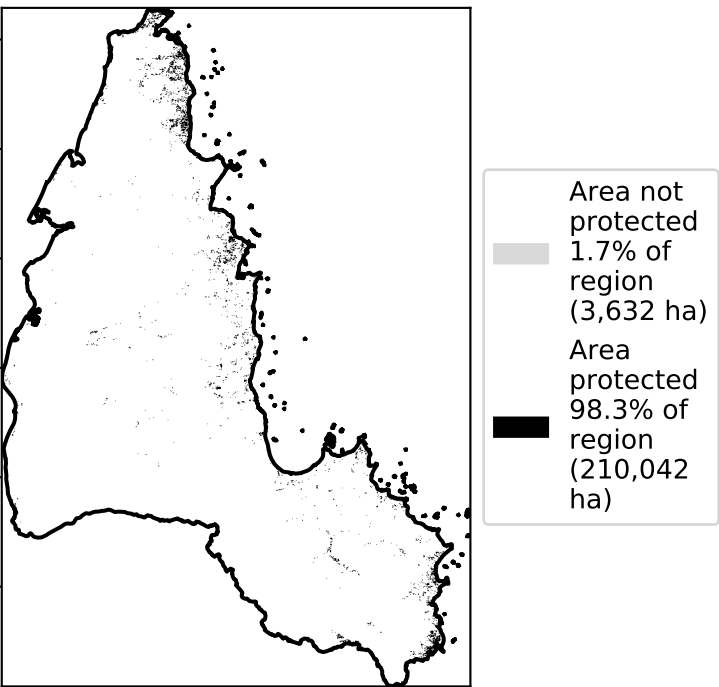 Area not
protected
1.7% of
region
(3,632 ha)
Area
protected
98.3% of
region
(210,042
ha)